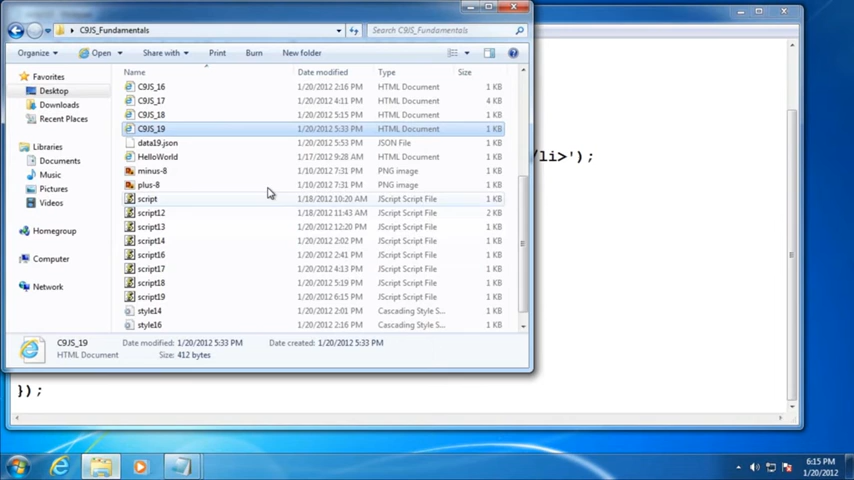 C9JS_Fundamentals
Search C9JS_Fundamentals
Organize Open Share with Print Burn New folder
Name Date modified Type Size
Favorites
Desktop
Downloads
Recent Places
Libraries
Documents
Music
Pictures
Videos
Homegroup
Computer
Network
C9JS_16 1/20/2012 2:16 PM HTML Document 1 KB
C9JS_17 1/20/2012 4:11 PM HTML Document 4 KB
C9JS_18 1/20/2012 5:15 PM HTML Document 1 KB
C9JS_19 1/20/2012 5:33 PM HTML Document 1 KB
data19.json 1/20/2012 5:33 PM JSON File 1 KB
HelloWorld 1/17/2012 9:28 AM HTML Document 1 KB
minus-8 1/10/2012 7:31 PM PNG image 1 KB
plus-8 1/10/2012 7:31 PM PNG image 1 KB
script 1/18/2012 10:20 AM JScript Script File 1 KB
script12 1/18/2012 11:43 AM JScript Script File 2 KB
script13 1/20/2012 12:20 PM JScript Script File 1 KB
script14 1/20/2012 2:02 PM JScript Script File 1 KB
script16 1/20/2012 2:41 PM JScript Script File 1 KB
script17 1/20/2012 4:13 PM JScript Script File 1 KB
script18 1/20/2012 5:21 PM JScript Script File 1 KB
script19 1/20/2012 6:15 PM JScript Script File 1 KB
style14 1/20/2012 2:01 PM Cascading Style S... 1 KB
style16 1/20/2012 2:16 PM Cascading Style S... 1 KB
C9JS_19 Date modified: 1/20/2012 5:33 PM Date created: 1/20/2012 5:33 PM
HTML Document Size: 412 bytes
/li>');
});
6:15 PM
1/20/2012